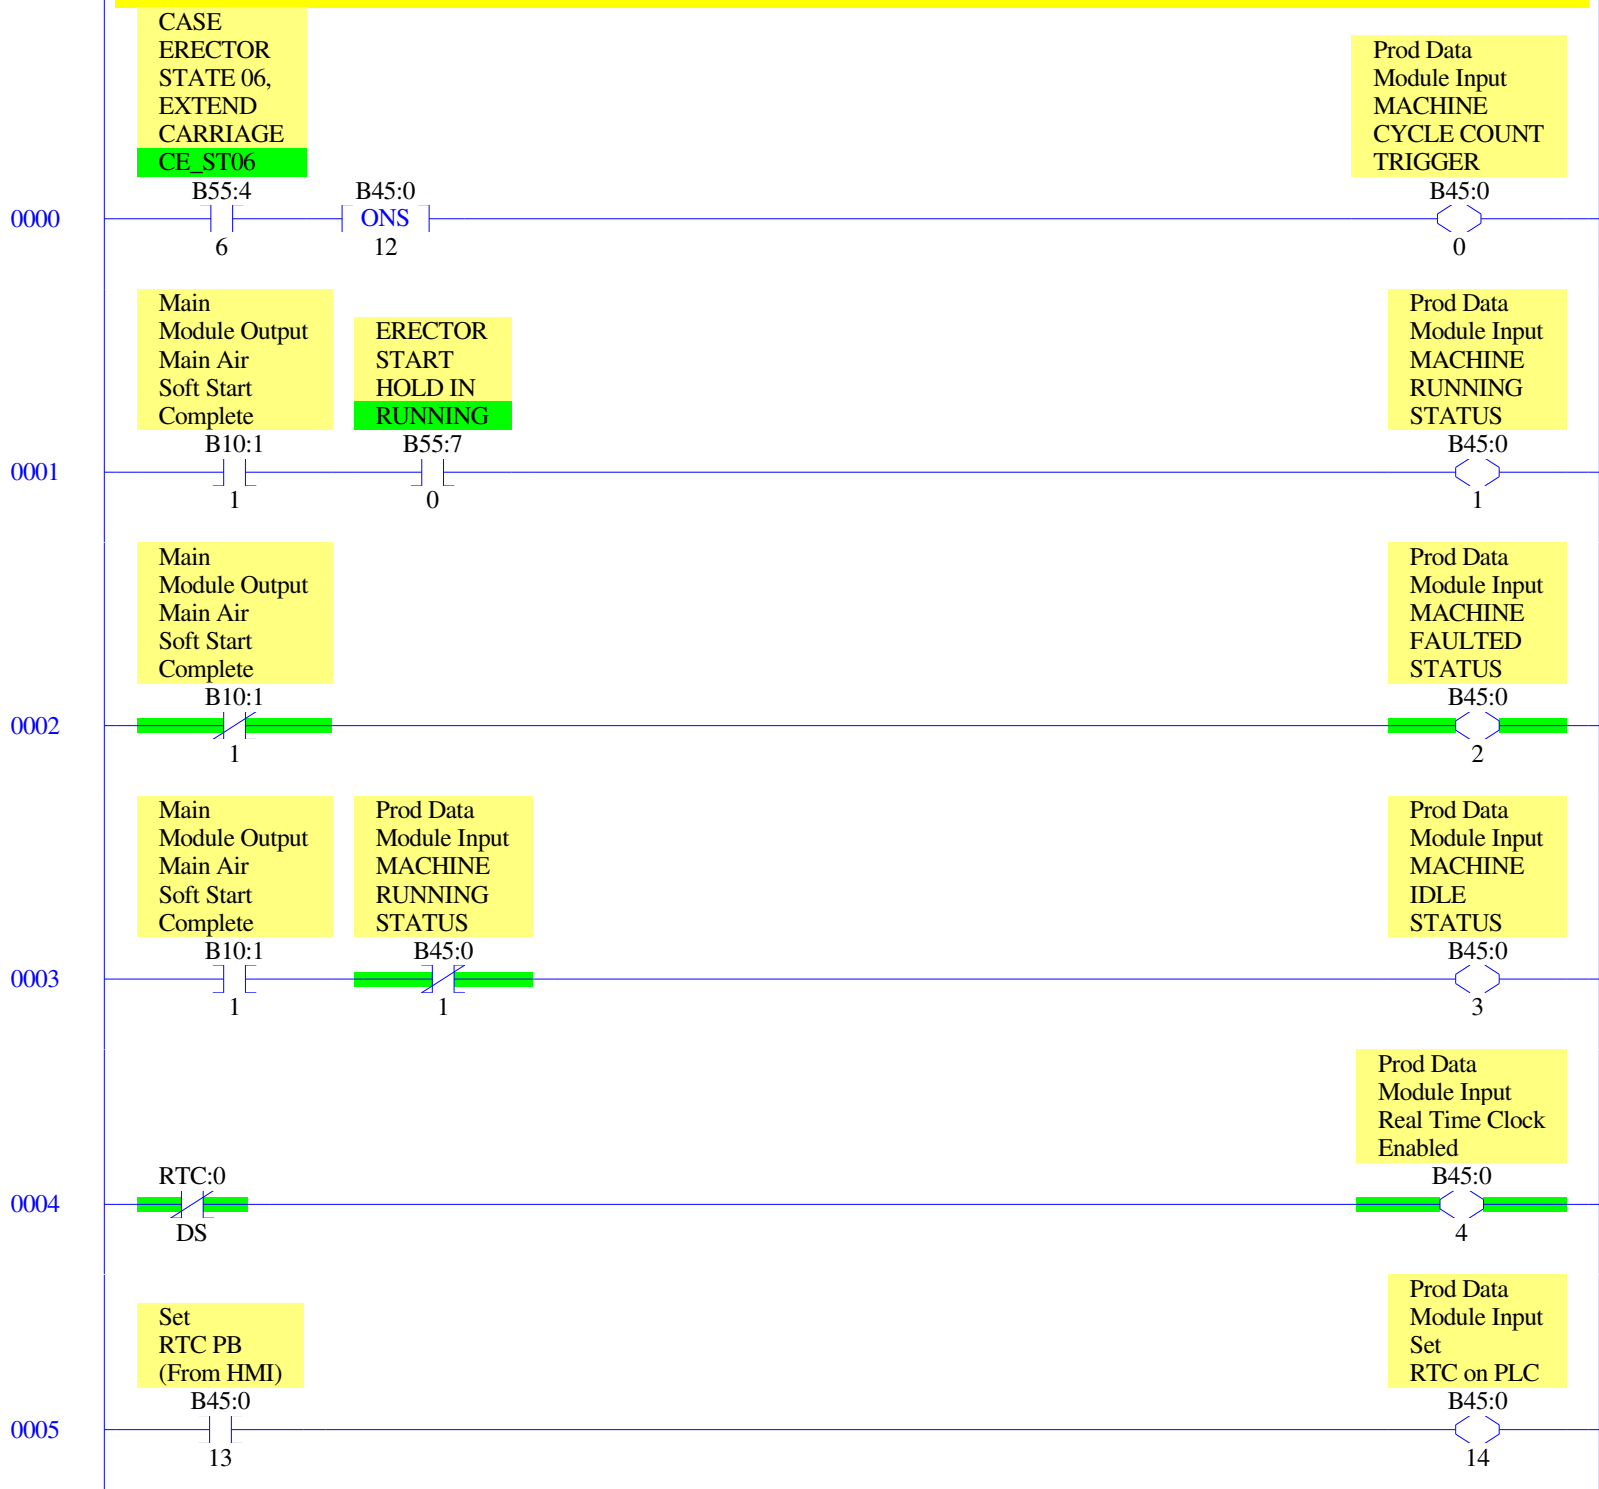 CASE
ERECTOR
STATE 06,
EXTEND
CARRIAGE
CE_ST06
B55:4
6
B45:0
ONS
12
Prod Data
Module Input
MACHINE
CYCLE COUNT
TRIGGER
B45:0
0
0000
Main
Module Output
Main Air
Soft Start
Complete
B10:1
1
ERECTOR
START
HOLD IN
RUNNING
B55:7
0
Prod Data
Module Input
MACHINE
RUNNING
STATUS
B45:0
1
0001
Main
Module Output
Main Air
Soft Start
Complete
B10:1
1
Prod Data
Module Input
MACHINE
FAULTED
STATUS
B45:0
2
0002
Main
Module Output
Main Air
Soft Start
Complete
B10:1
1
Prod Data
Module Input
MACHINE
RUNNING
STATUS
B45:0
1
Prod Data
Module Input
MACHINE
IDLE
STATUS
B45:0
3
0003
RTC:0
DS
Prod Data
Module Input
Real Time Clock
Enabled
B45:0
4
0004
Set
RTC PB
(From HMI)
B45:0
13
Prod Data
Module Input
Set
RTC on PLC
B45:0
14
0005